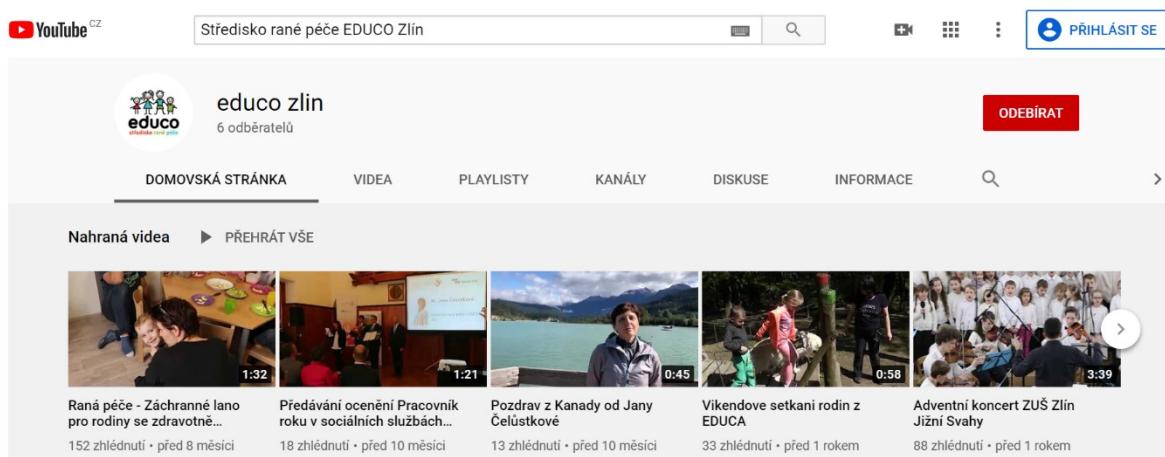 YouTube CZ
Středisko rané péče EDUCO Zlín
PŘIHLÁSIT SE
educo
středisko rané péče
educo zlin
6 odběratelů
ODEBÍRAT
DOMOVSKÁ STRÁNKA VIDEA PLAYLISTY KANÁLY DISKUSE INFORMACE
Nahraná videa PŘEHRÁT VŠE
1:32 1:21 0:45 0:58 3:39
Raná péče - Záchranné lano
pro rodiny se zdravotně...
152 zhlédnutí • před 8 měsíci
Předávání ocenění Pracovník
roku v sociálních službách...
18 zhlédnutí • před 10 měsíci
Pozdrav z Kanady od Jany
Čelůstkové
13 zhlédnutí • před 10 měsíci
Vikendove setkani rodin z
EDUCA
33 zhlédnutí • před 1 rokem
Adventní koncert ZUŠ Zlín
Jižní Svahy
88 zhlédnutí • před 1 rokem